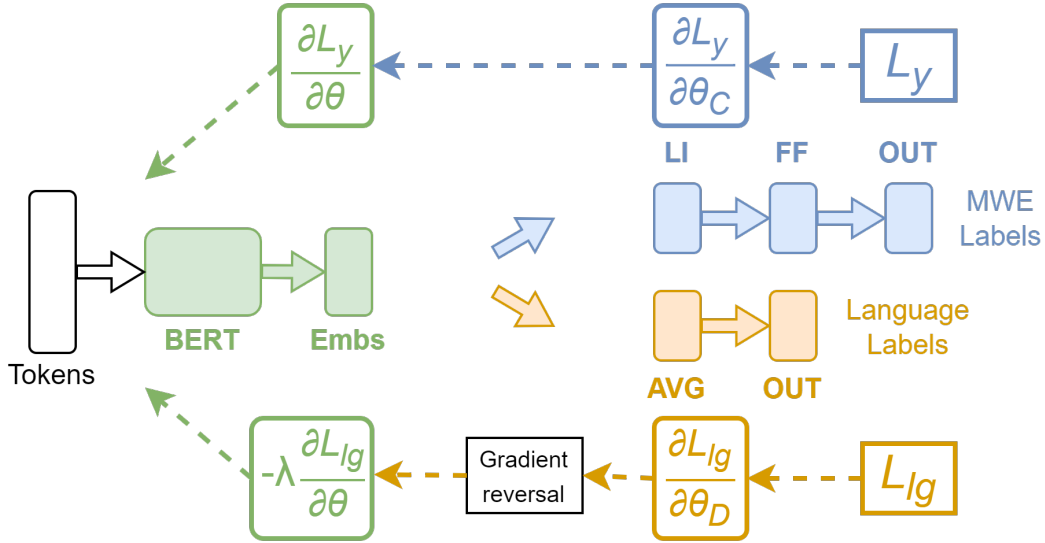 ∂L_y
∂θ
∂L_y
∂θ_C
L_y
LI FF OUT
MWE
Labels
BERT Embs
Tokens
Language
Labels
AVG OUT
-λ ∂L_lg
∂θ
Gradient
reversal
∂L_lg
∂θ_D
L_lg